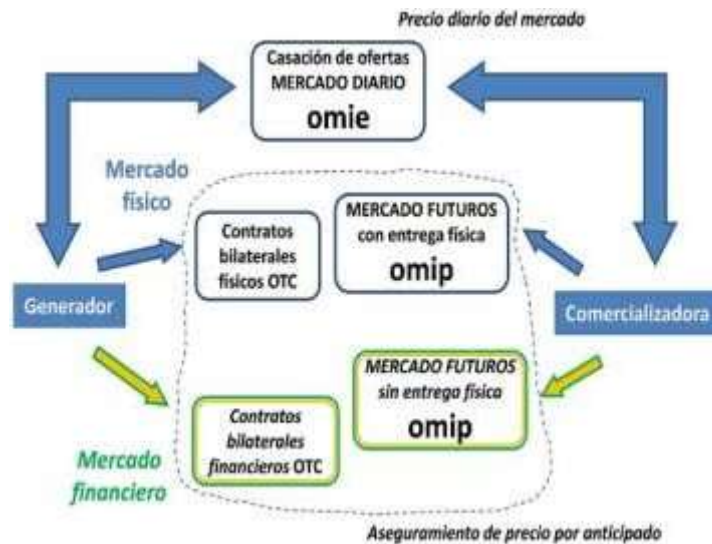 Precio diario del mercado
Casación de ofertas
MERCADO DIARIO
omie
Mercado
físico
Contratos
bilaterales
físicos OTC
MERCADO FUTUROS
con entrega física
omip
Generador
Comercializadora
MERCADO FUTUROS
sin entrega física
omip
Contratos
bilaterales
financieros OTC
Mercado
financiero
Aseguramiento de precio por anticipado